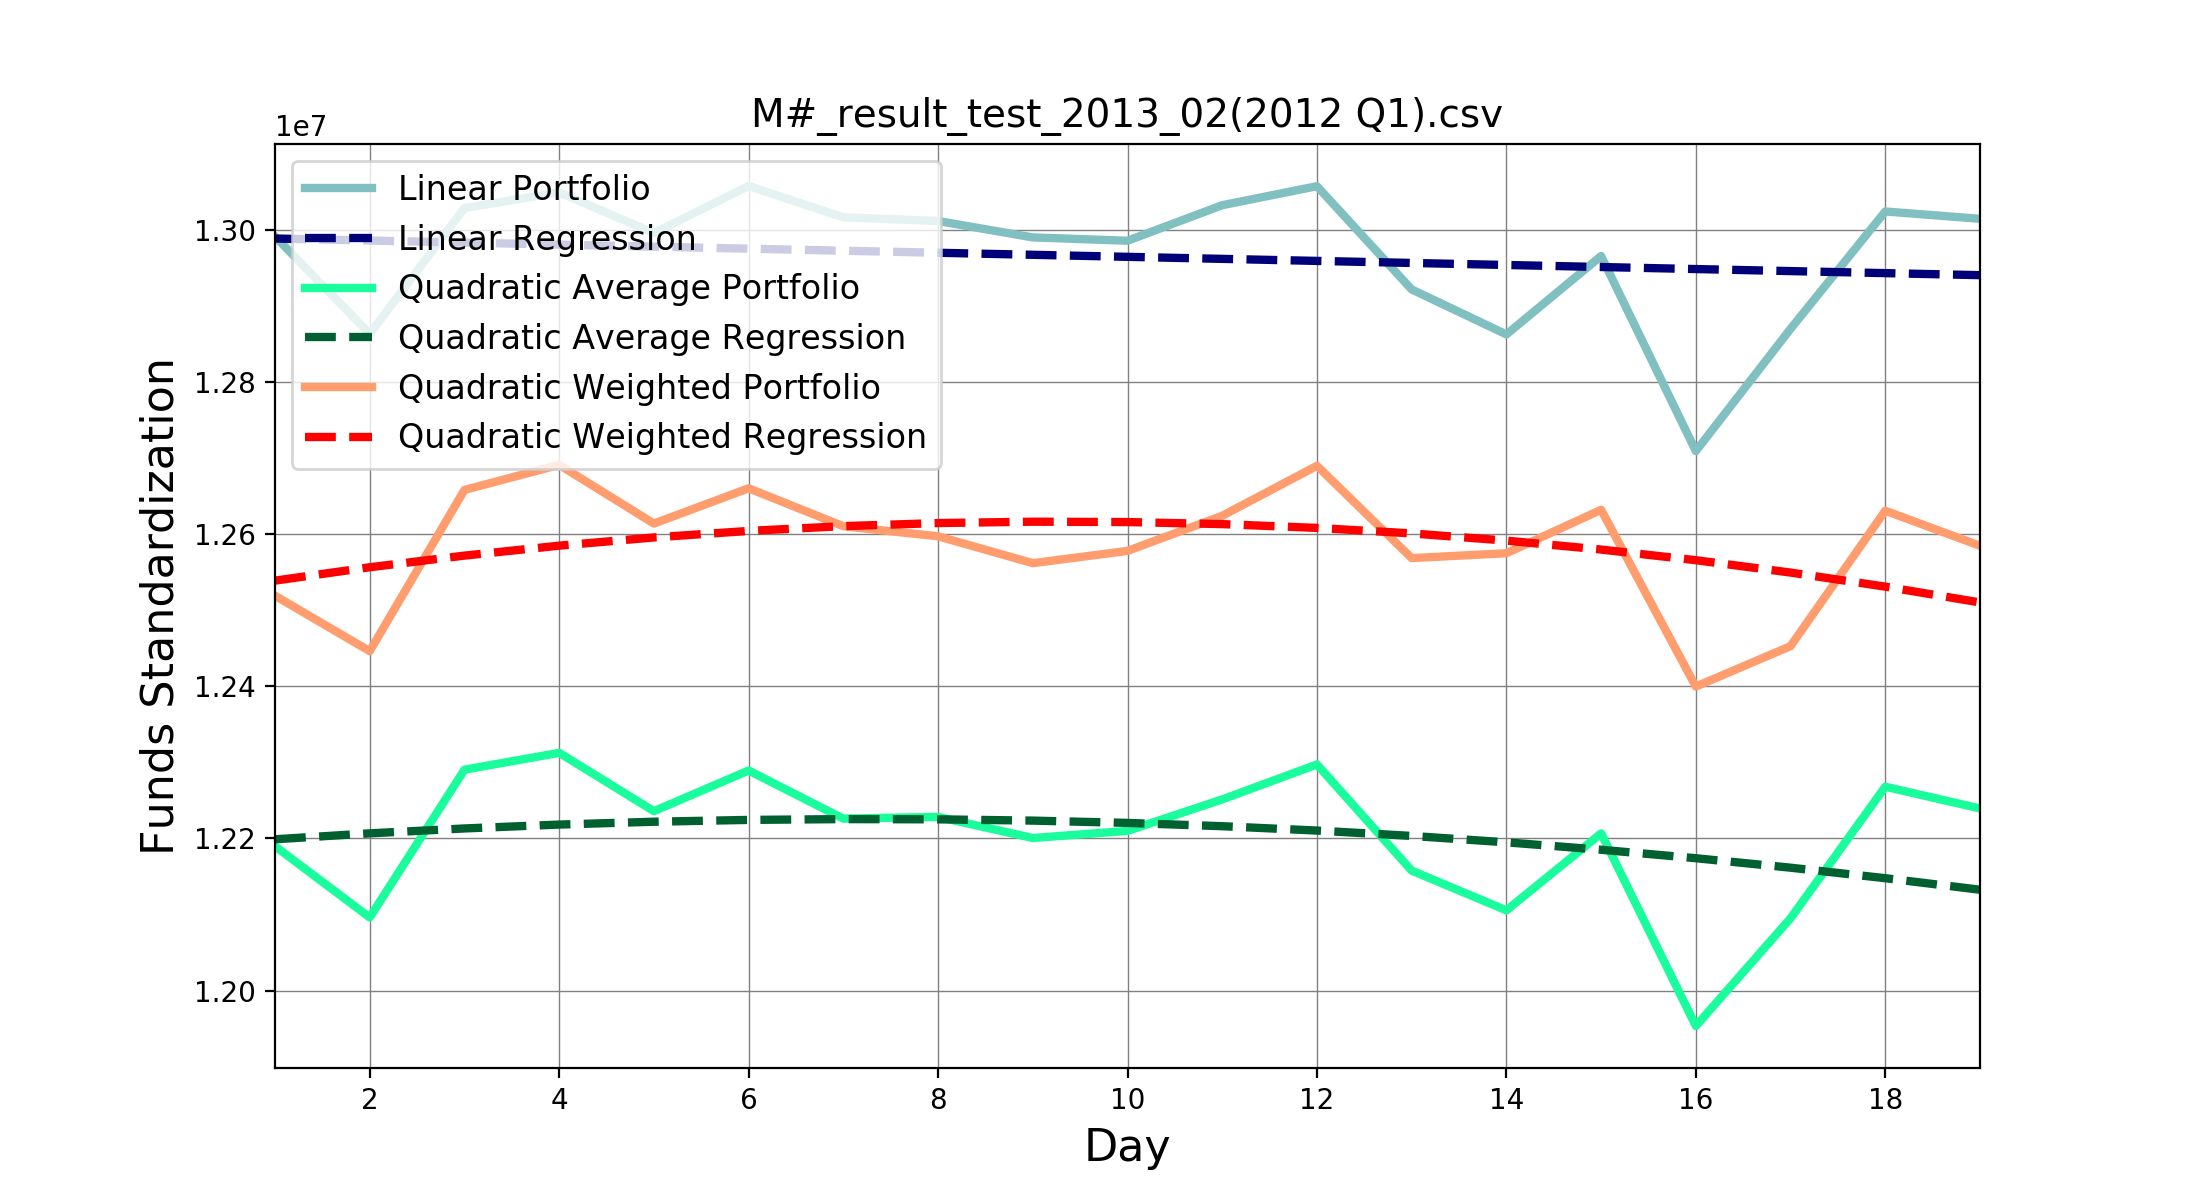 M#_result_test_2013_02(2012 Q1).csv
1e7
Linear Portfolio
Linear Regression
Quadratic Average Portfolio
Quadratic Average Regression
Quadratic Weighted Portfolio
Quadratic Weighted Regression
1.30
1.28
1.26
1.24
1.22
1.20
Funds Standardization
2 4 6 8 10 12 14 16 18
Day